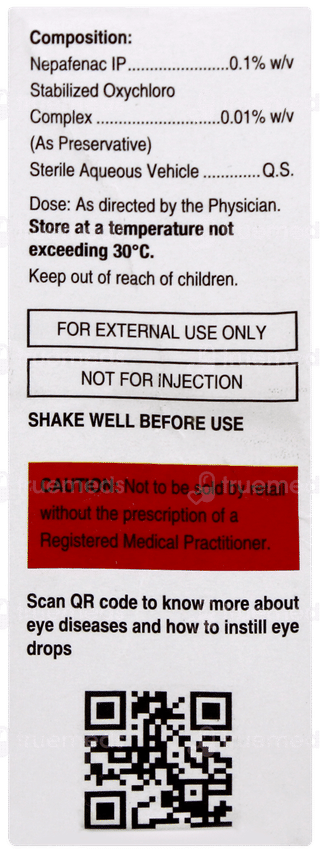 Composition:
Nepafenac IP........................0.1% w/v
Stabilized Oxychloro
Complex ........................0.01% w/v
(As Preservative)
Sterile Aqueous Vehicle .............Q.S.
Dose: As directed by the Physician.
Store at a temperature not
exceeding 30°C.
Keep out of reach of children.
FOR EXTERNAL USE ONLY
NOT FOR INJECTION
SHAKE WELL BEFORE USE
CAUTION: Not to be sold by retail
without the prescription of a
Registered Medical Practitioner.
truemeds
Scan QR code to know more about
eye diseases and how to instill eye
drops